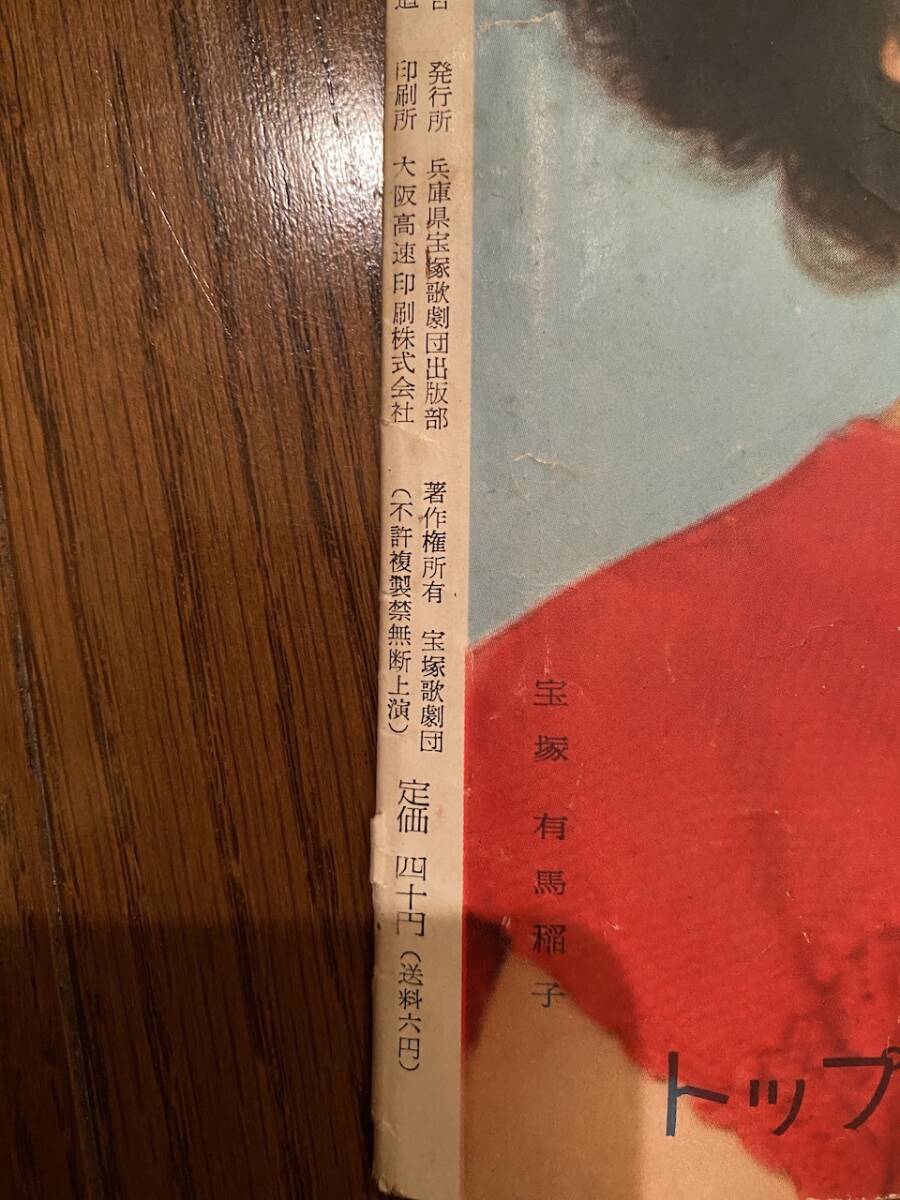 発行所 兵庫県宝塚歌劇団出版部 著作権所有 宝塚歌劇団
印刷所 大阪高速印刷株式会社 (不許複製禁無断上演)
定価 四十円 (送料六円)
宝塚 有馬稲子
トップ